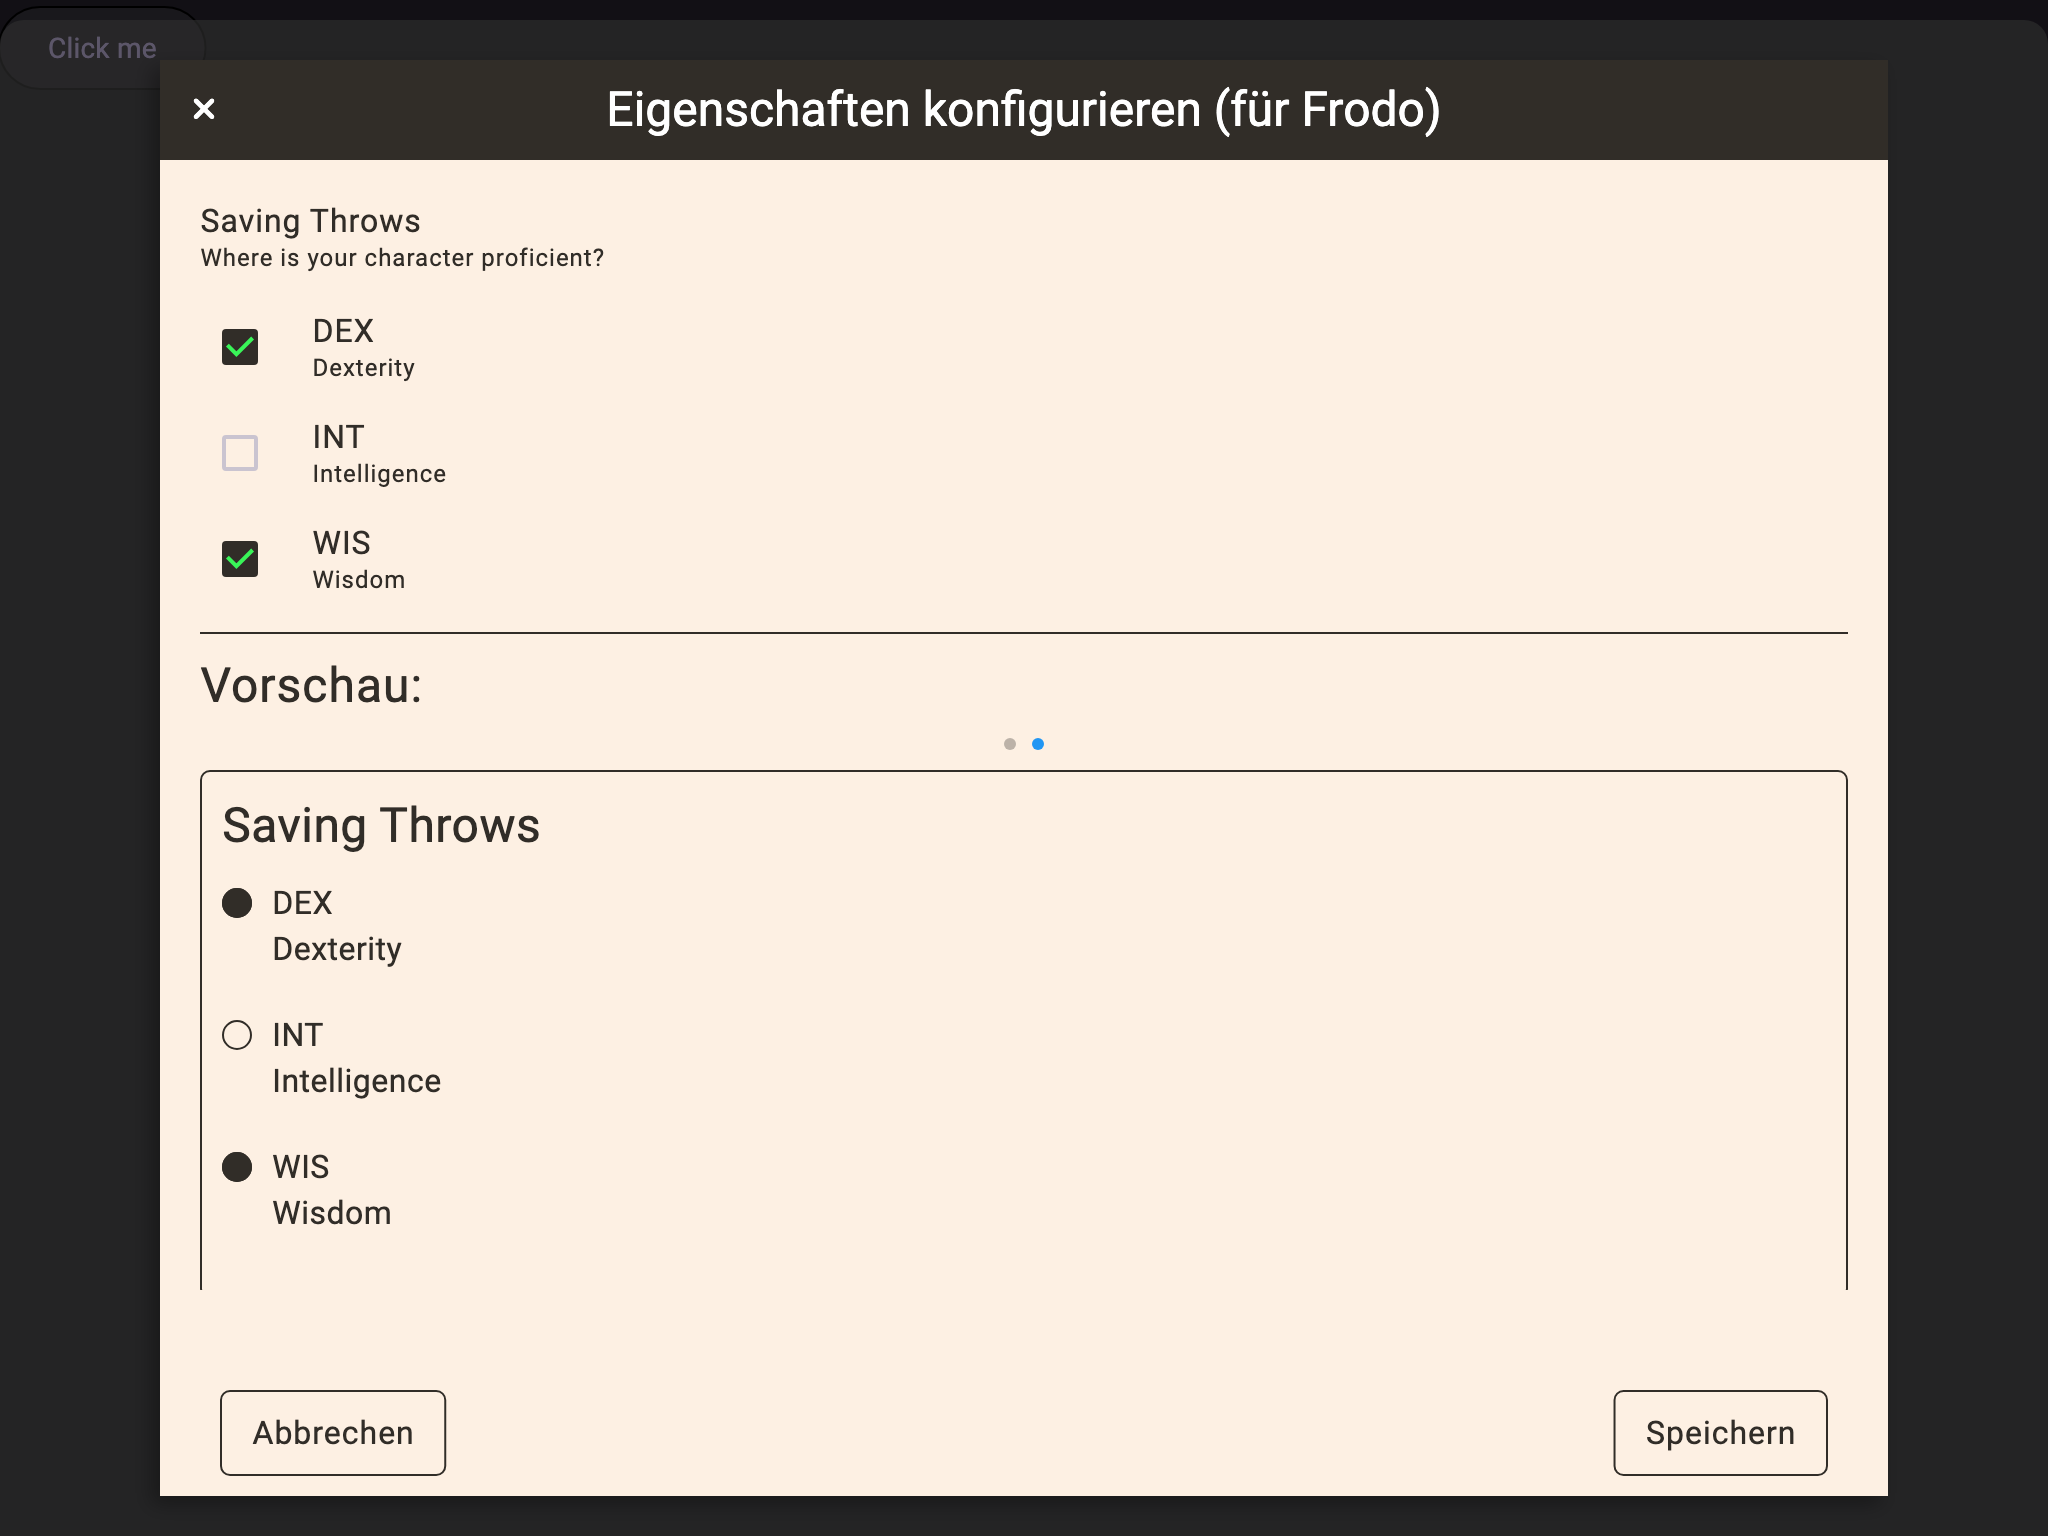 Click me
Eigenschaften konfigurieren (für Frodo)
Saving Throws
Where is your character proficient?
DEX
Dexterity
INT
Intelligence
WIS
Wisdom
Vorschau:
Saving Throws
DEX
Dexterity
INT
Intelligence
WIS
Wisdom
Abbrechen
Speichern